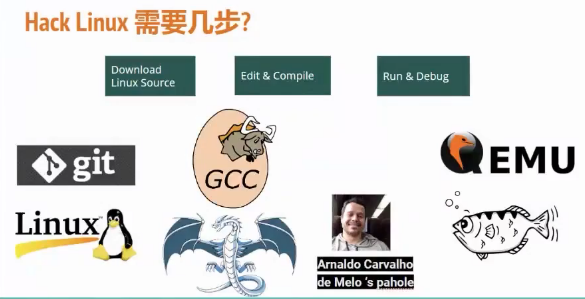 Hack Linux 需要几步?
Download
Linux Source
Edit & Compile
Run & Debug
git
GCC
QEMU
Linux
Arnaldo Carvalho
de Melo 's pahole